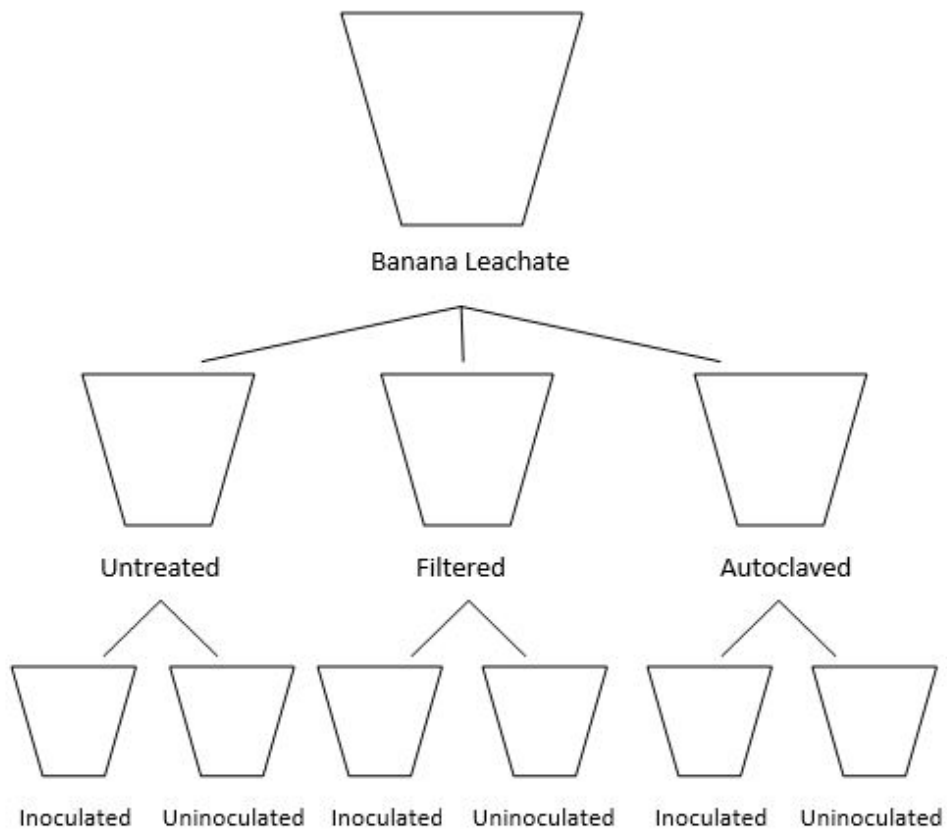 Banana Leachate
Untreated Filtered Autoclaved
Inoculated Uninoculated Inoculated Uninoculated Inoculated Uninoculated